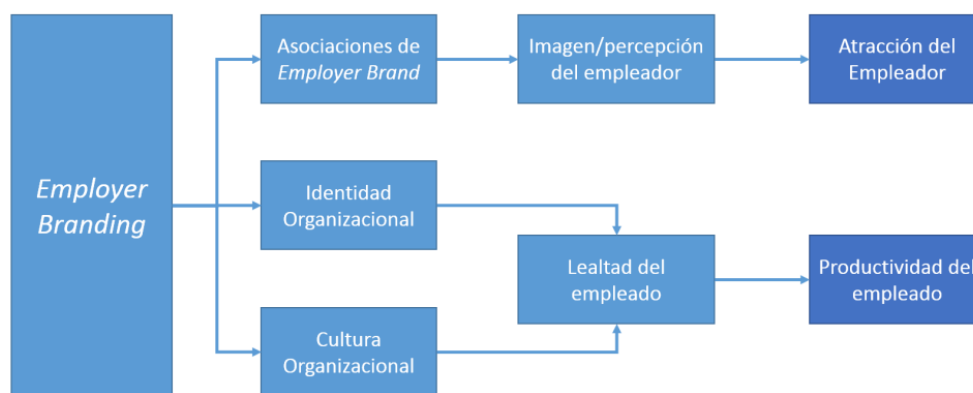 Employer
Branding
Asociaciones de
Employer Brand
Imagen/percepción
del empleador
Atracción del
Empleador
Identidad
Organizacional
Lealtad del
empleado
Productividad del
empleado
Cultura
Organizacional